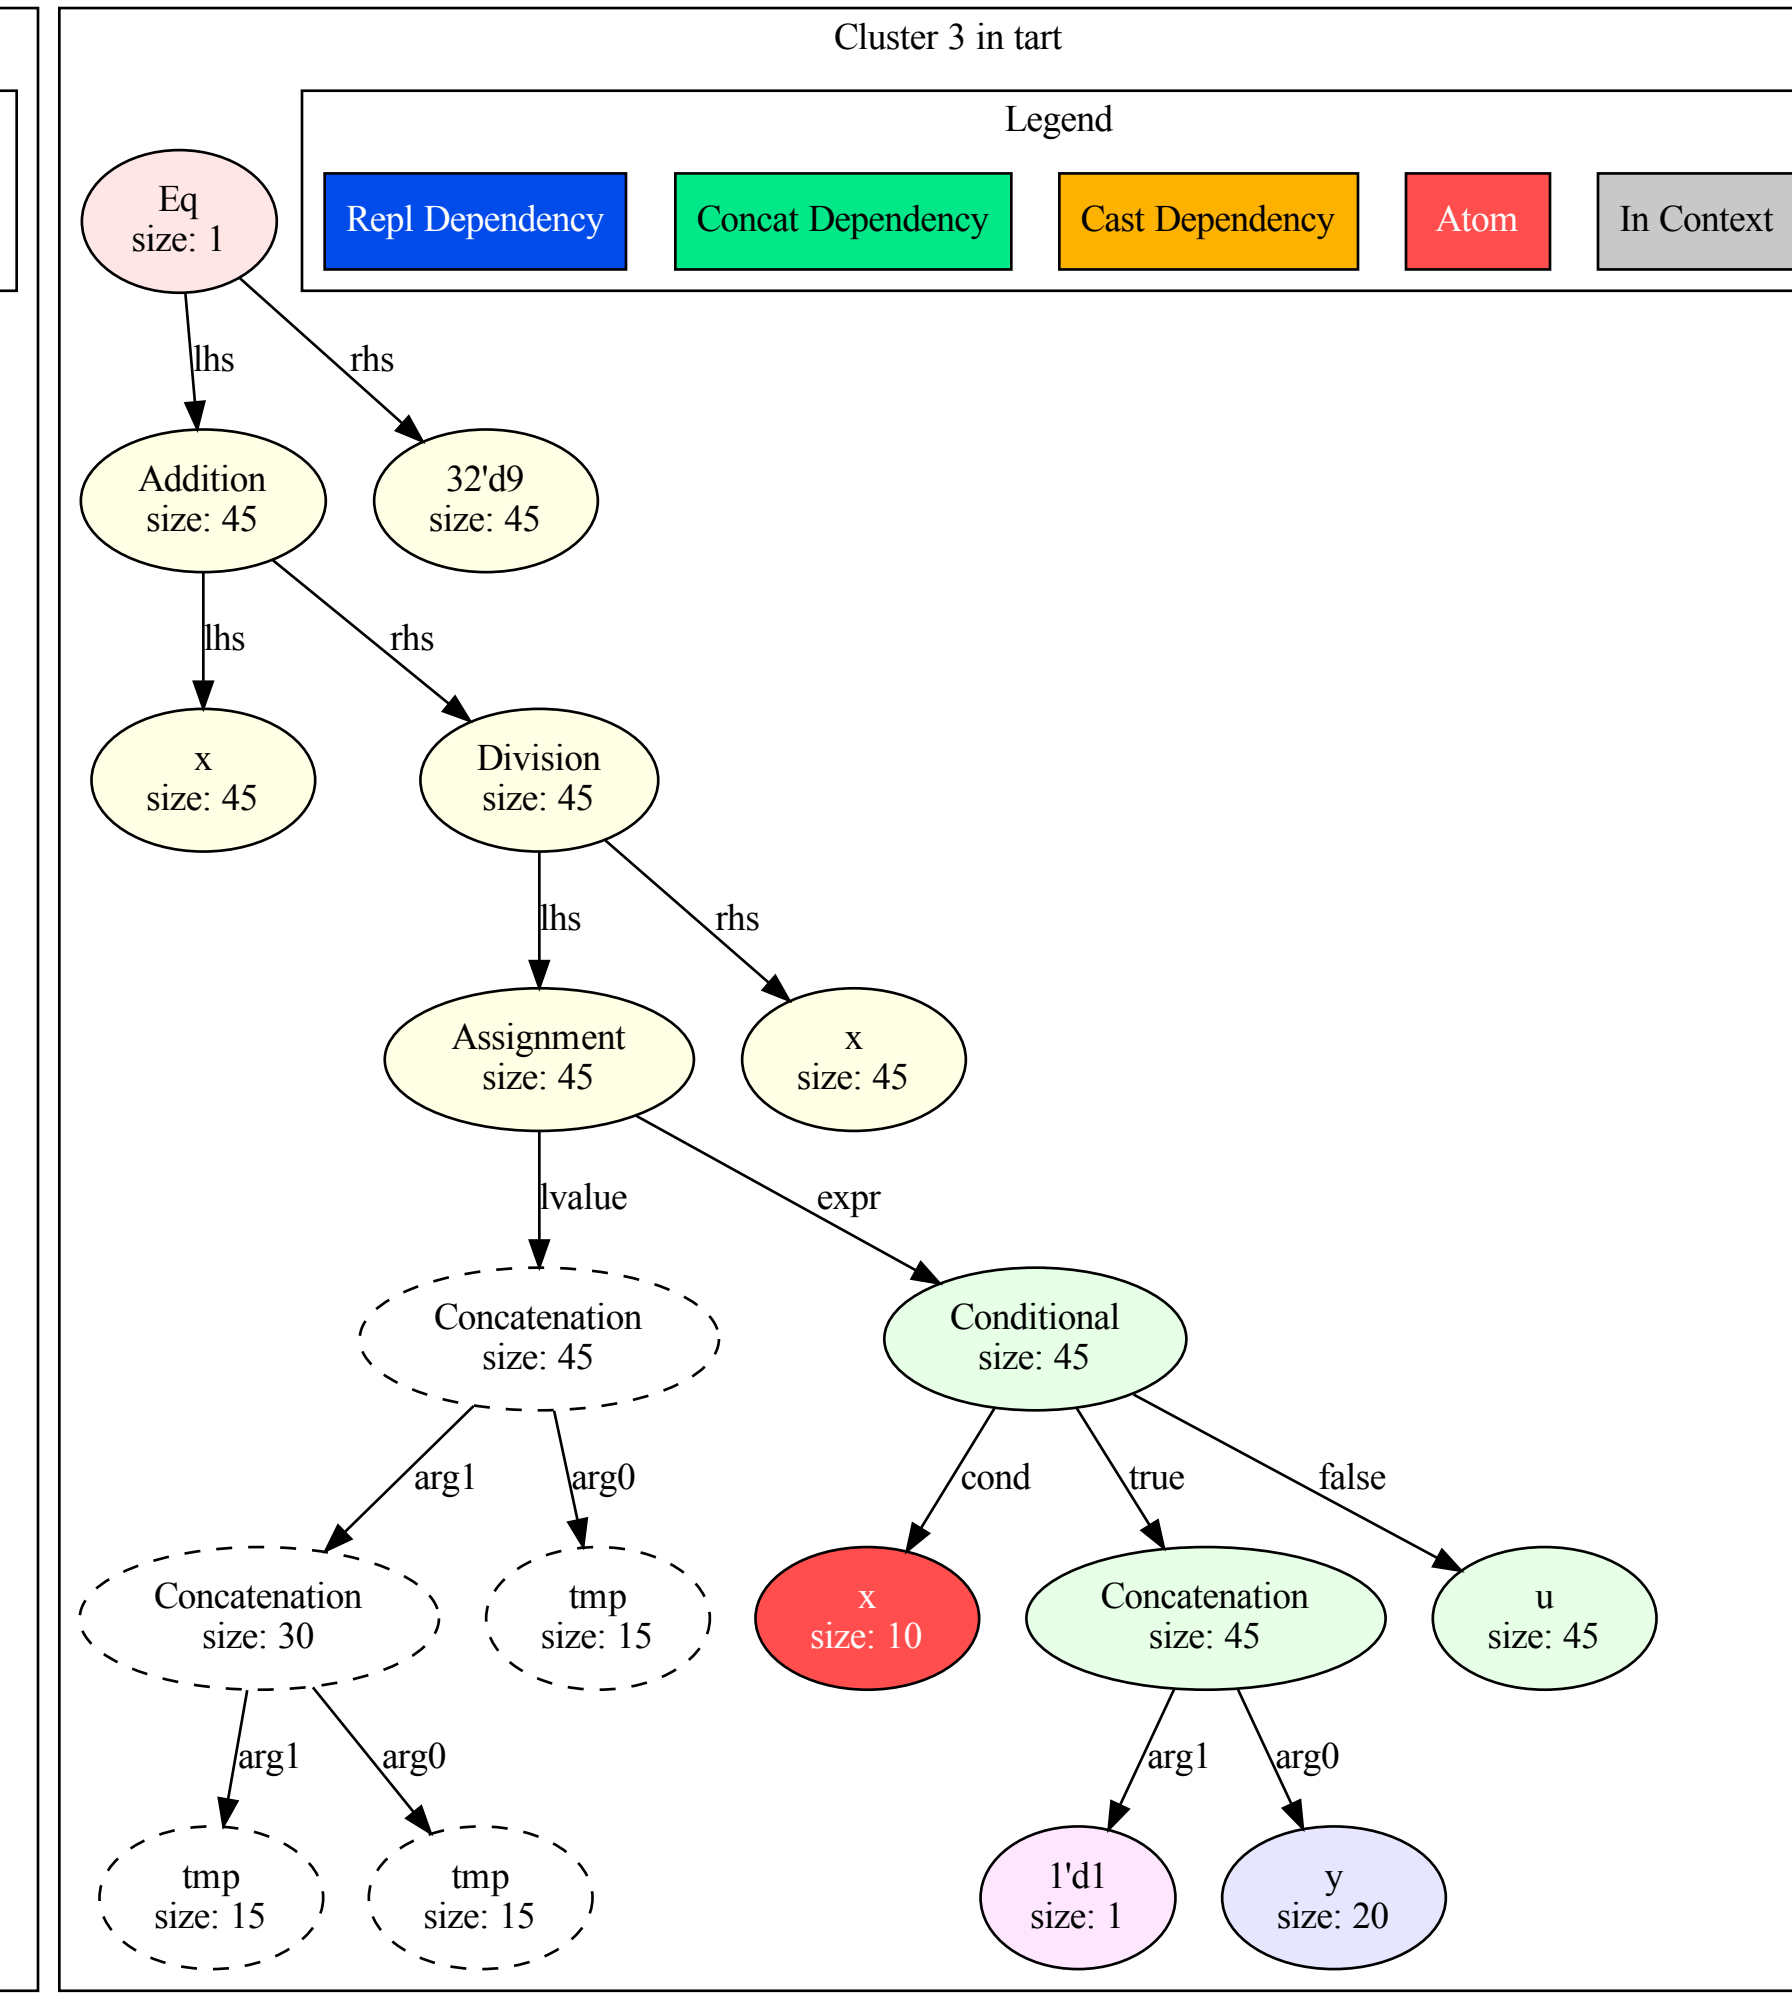 Cluster 3 in tart
Legend
Repl Dependency
Concat Dependency
Cast Dependency
Atom
In Context
Eq
size: 1
lhs
rhs
Addition
size: 45
32'd9
size: 45
lhs
rhs
x
size: 45
Division
size: 45
lhs
rhs
Assignment
size: 45
x
size: 45
lvalue
expr
Concatenation
size: 45
Conditional
size: 45
arg1
arg0
cond
true
false
Concatenation
size: 30
tmp
size: 15
x
size: 10
Concatenation
size: 45
u
size: 45
arg1
arg0
arg1
arg0
tmp
size: 15
tmp
size: 15
1'd1
size: 1
y
size: 20